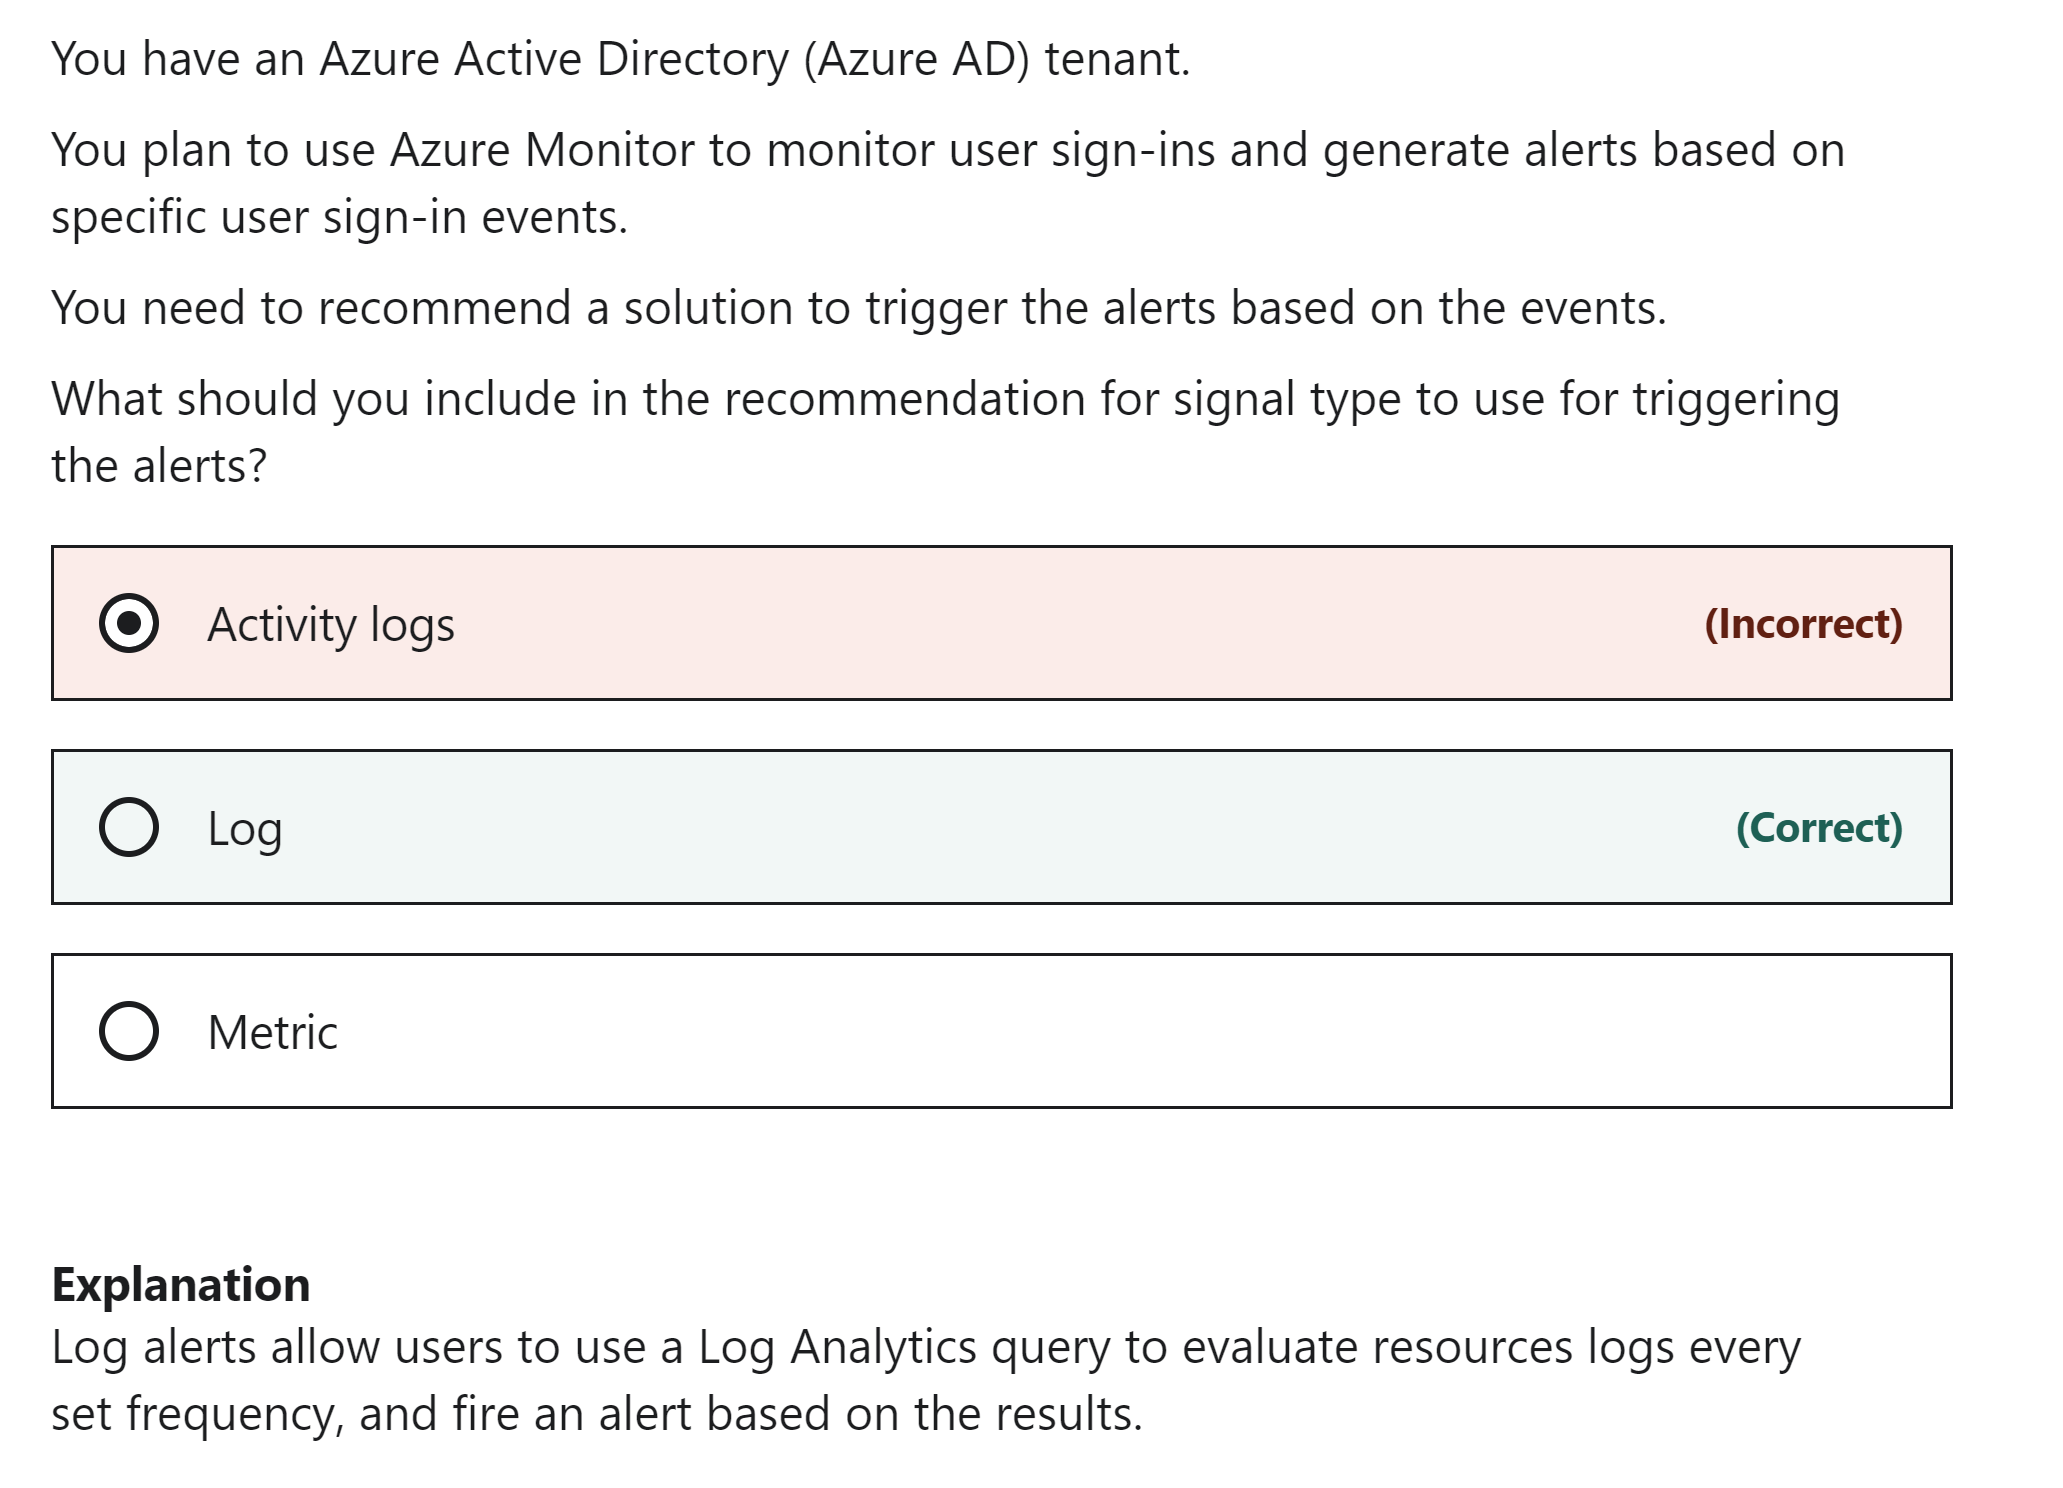 You have an Azure Active Directory (Azure AD) tenant.
You plan to use Azure Monitor to monitor user sign-ins and generate alerts based on
specific user sign-in events.
You need to recommend a solution to trigger the alerts based on the events.
What should you include in the recommendation for signal type to use for triggering
the alerts?
Activity logs (Incorrect)
Log (Correct)
Metric
Explanation
Log alerts allow users to use a Log Analytics query to evaluate resources logs every
set frequency, and fire an alert based on the results.